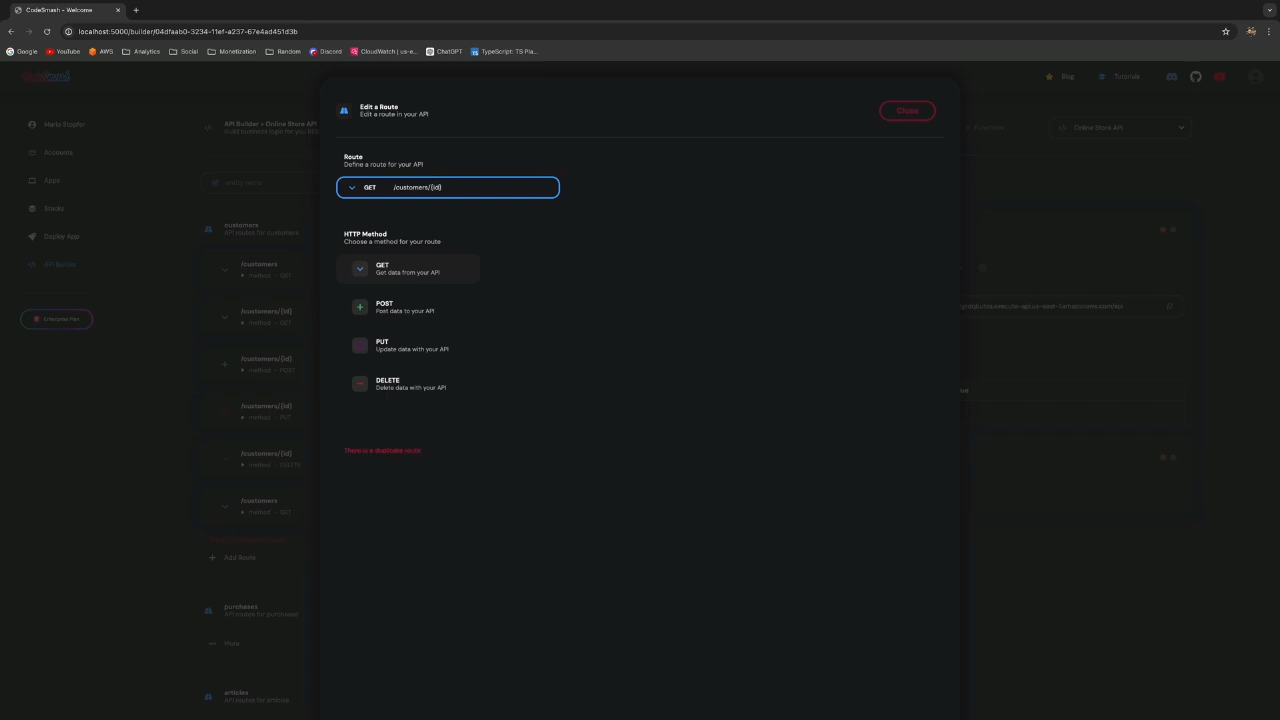 CodeSmash - Welcome
localhost:5000/builder/04dfaab0-3234-11ef-a237-67e4ad451d3b
Google
YouTube
AWS
Analytics
Social
Monetization
Random
Discord
CloudWatch | us-e...
ChatGPT
TypeScript: TS Pla...
Blog
Tutorials
Edit a Route
Edit a route in your API
Close
Marko Stopfer
Accounts
Apps
Stacks
Deploy App
API Builder
Enterprise Plan
API Builder > Online Store API
Functions
Online Store API
entity name
Route
Define a route for your API
GET /customers/{id}
customers
API routes for customers
/customers
method - GET
/customers/{id}
method - GET
/customers/{id}
method - POST
/customers/{id}
method - PUT
/customers/{id}
method - DELETE
/customers
method - GET
Add Route
purchases
API routes for purchases
More
articles
API routes for articles
HTTP Method
Choose a method for your route
GET
Get data from your API
POST
Post data to your API
PUT
Update data with your API
DELETE
Delete data with your API
There is a duplicate route